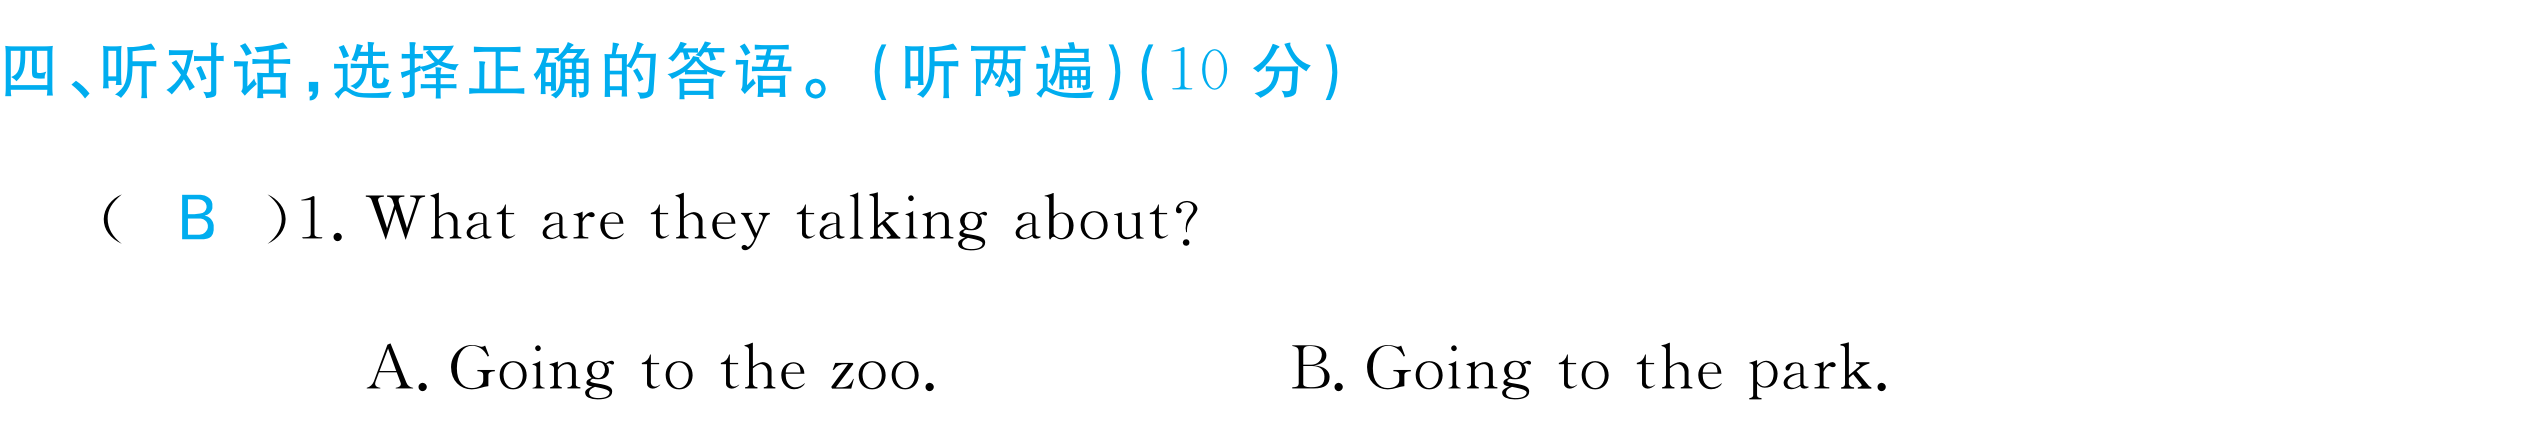 四、听对话,选择正确的答语。(听两遍)(10 分)
( B )1. What are they talking about?
A. Going to the zoo. B. Going to the park.